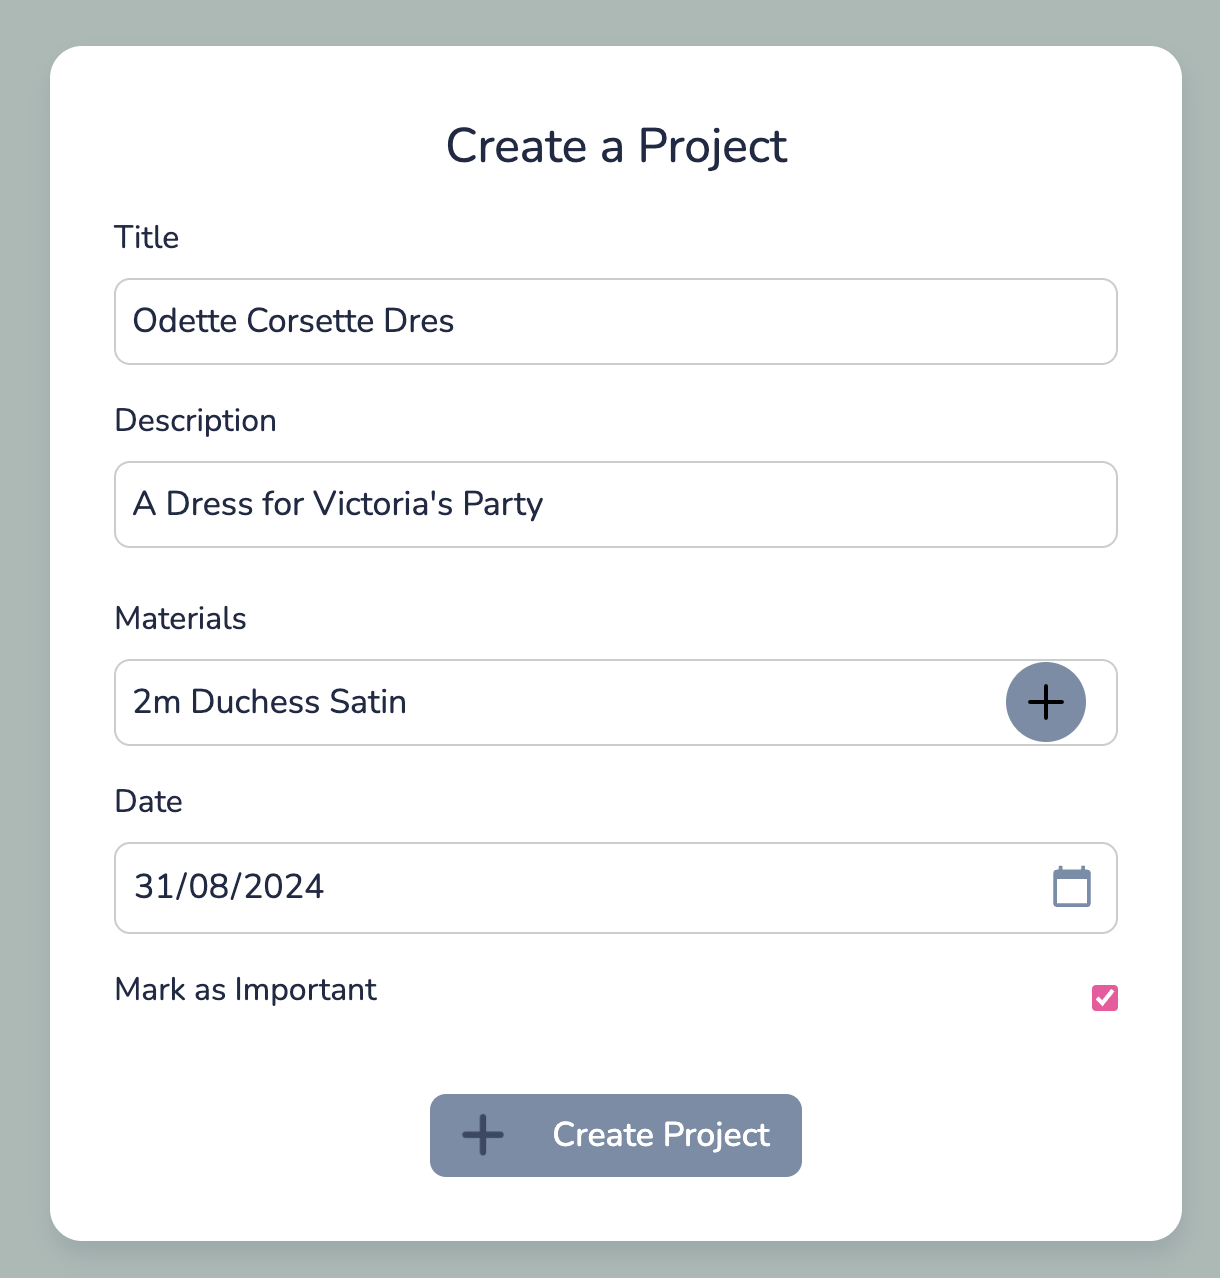 Create a Project
Title
Odette Corsette Dres
Description
A Dress for Victoria's Party
Materials
2m Duchess Satin
Date
31/08/2024
Mark as Important
Create Project